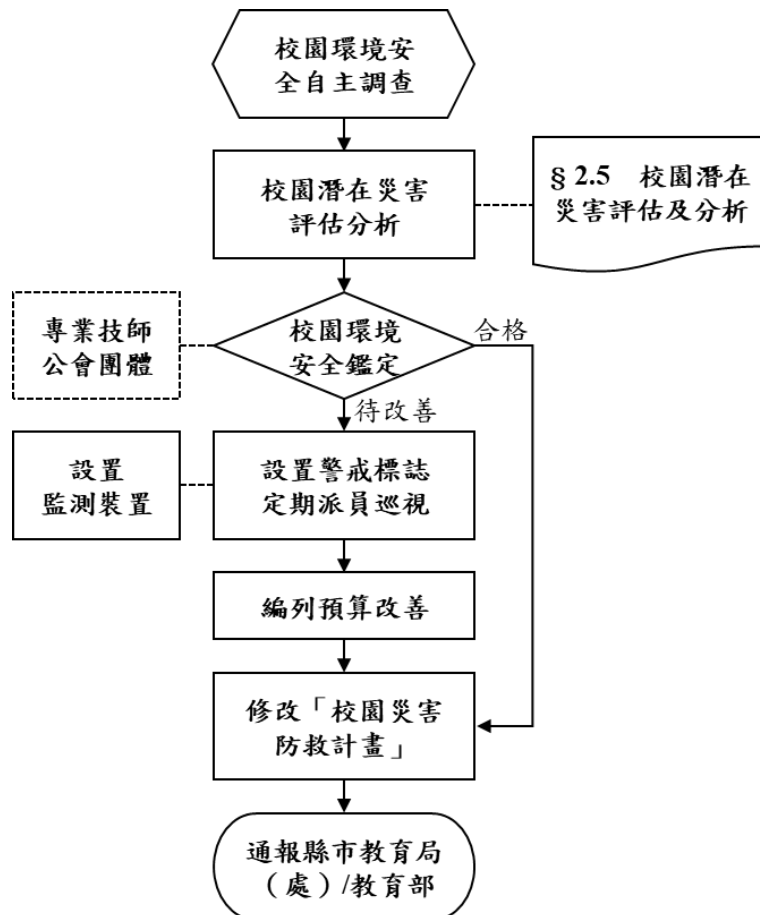 校園環境安
全自主調查
校園潛在災害
評估分析
§ 2.5 校園潛在
災害評估及分析
專業技師
公會團體
校園環境
安全鑑定
合格
待改善
設置
監測裝置
設置警戒標誌
定期派員巡視
編列預算改善
修改「校園災害
防救計畫」
通報縣市教育局
（處）/教育部